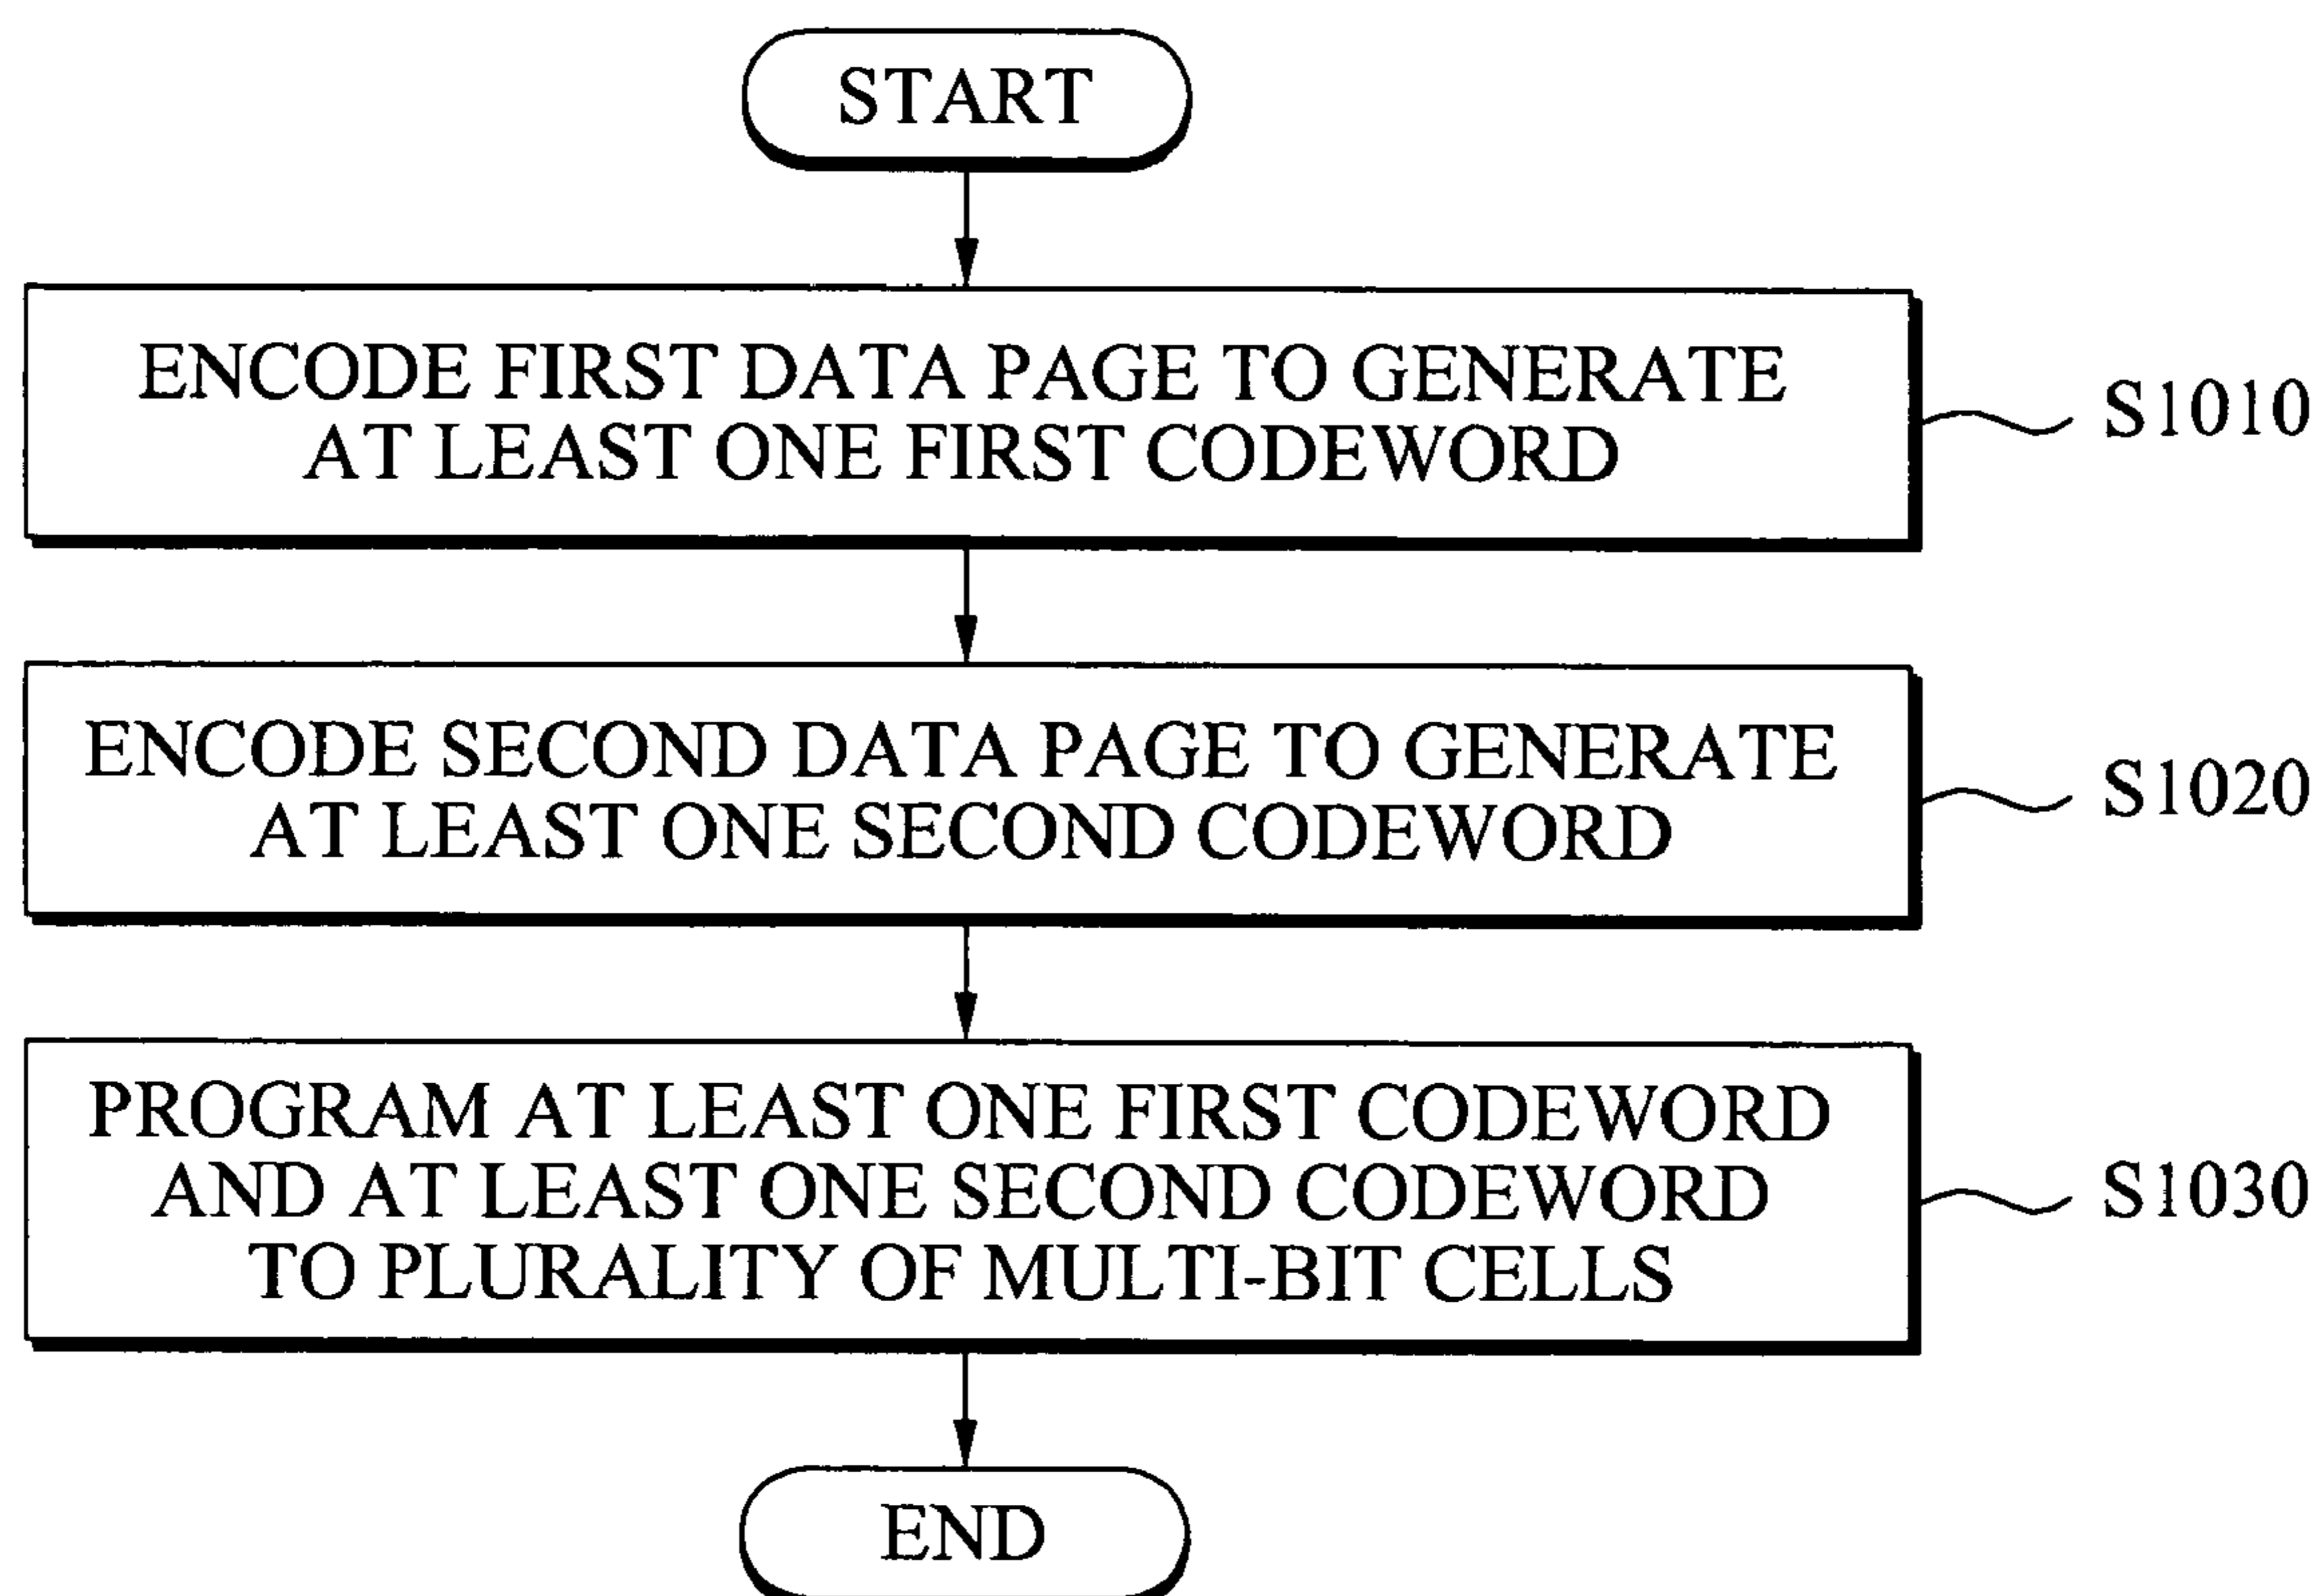 START
ENCODE FIRST DATA PAGE TO GENERATE
AT LEAST ONE FIRST CODEWORD
S1010
ENCODE SECOND DATA PAGE TO GENERATE
AT LEAST ONE SECOND CODEWORD
S1020
PROGRAM AT LEAST ONE FIRST CODEWORD
AND AT LEAST ONE SECOND CODEWORD
TO PLURALITY OF MULTI-BIT CELLS
S1030
END